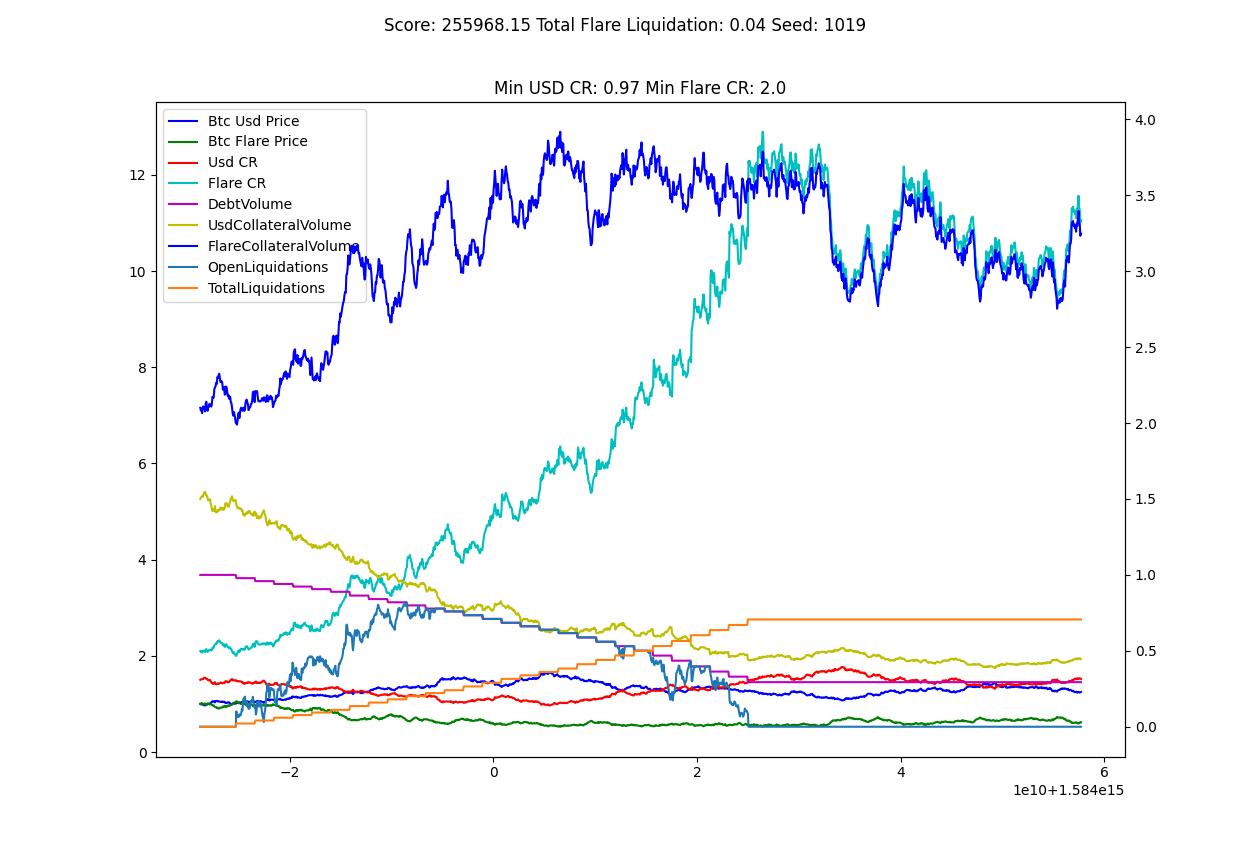 Score: 255968.15 Total Flare Liquidation: 0.04 Seed: 1019
Min USD CR: 0.97 Min Flare CR: 2.0
Btc Usd Price
Btc Flare Price
Usd CR
Flare CR
DebtVolume
UsdCollateralVolume
FlareCollateralVolume
OpenLiquidations
TotalLiquidations
12
10
8
6
4
2
0
4.0
3.5
3.0
2.5
2.0
1.5
1.0
0.5
0.0
−2
0
2
4
6
1e10+1.584e15